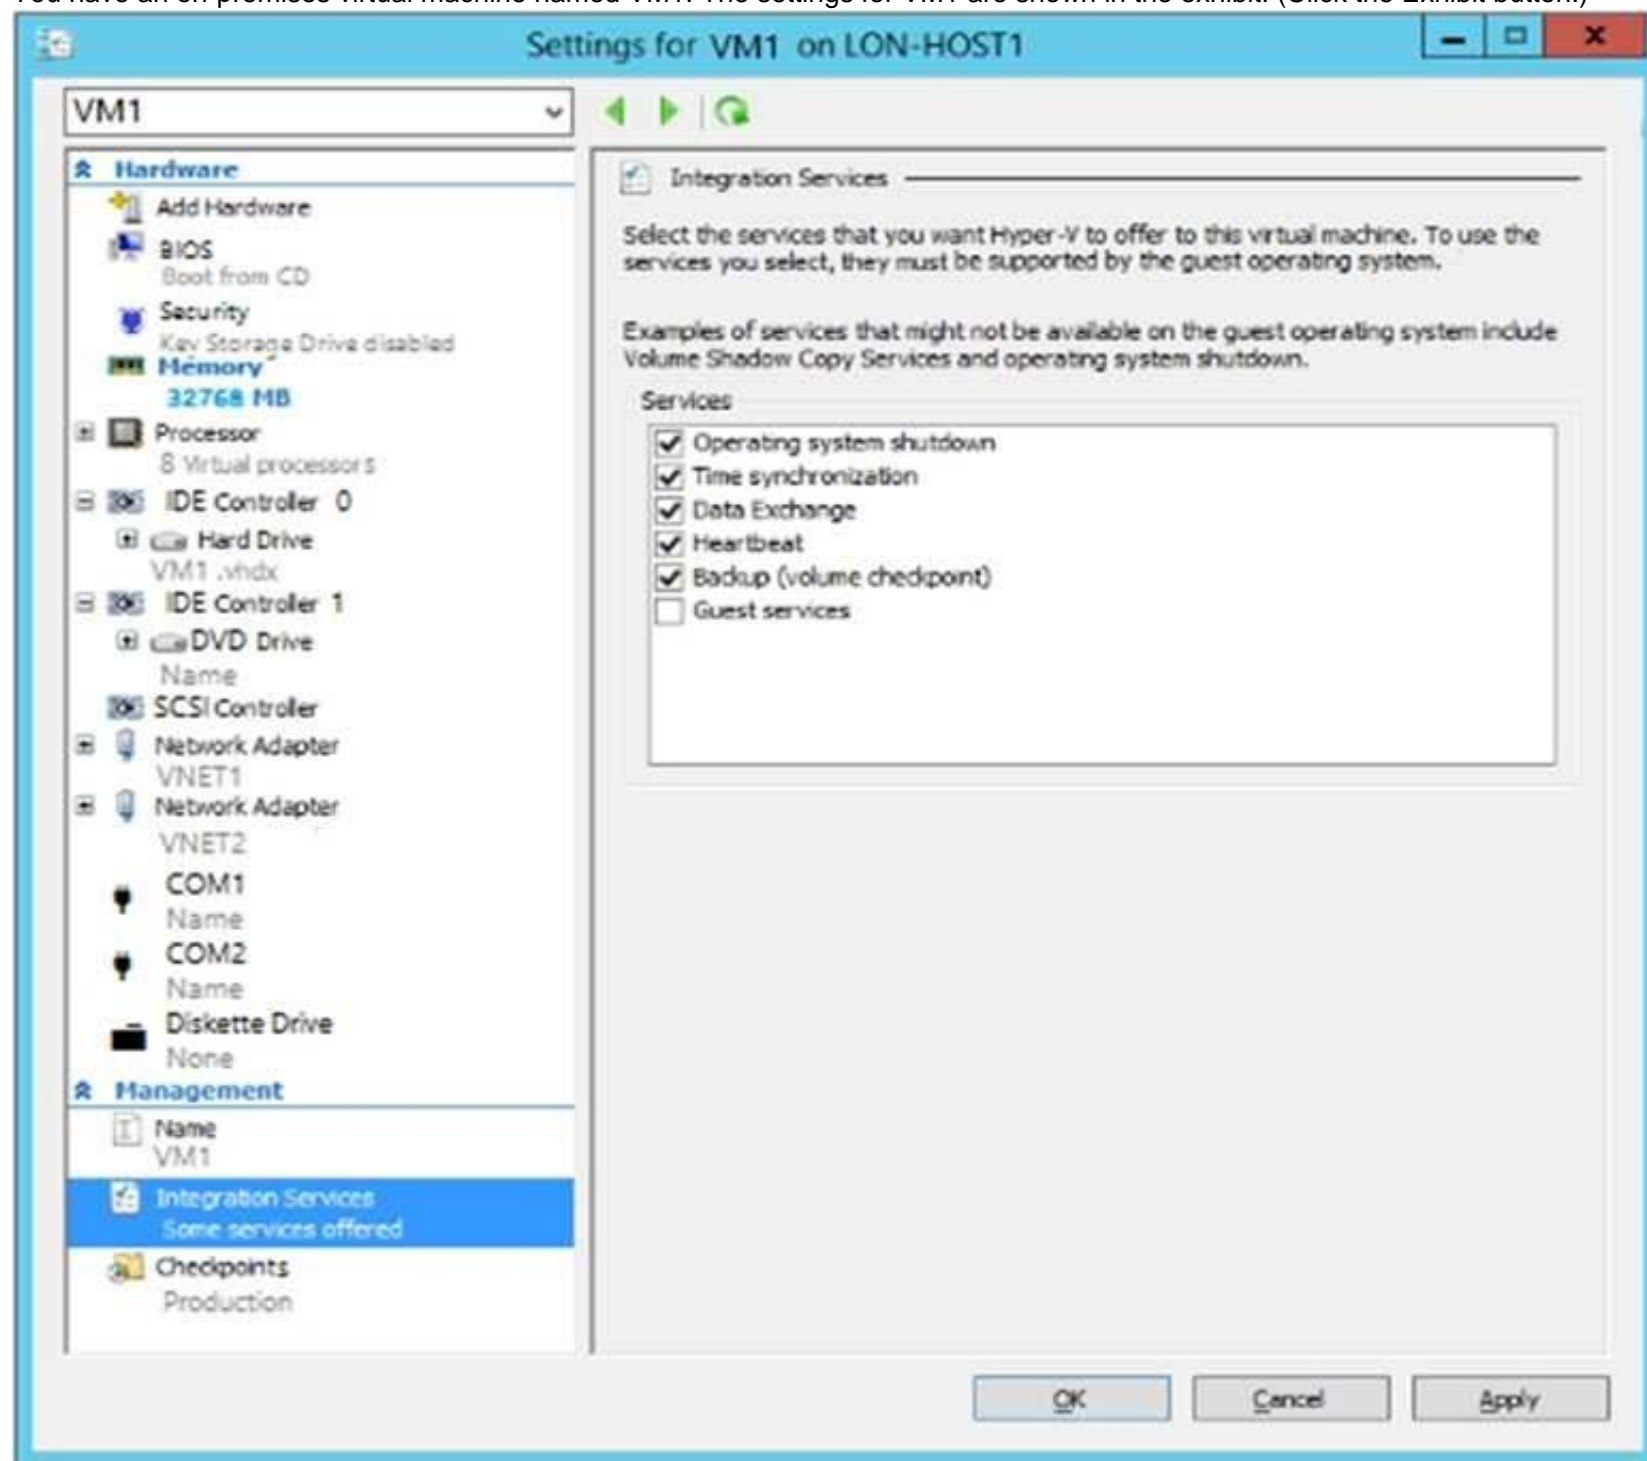 You have an on-premises virtual machine named VM1. The settings for VM1 are shown in the exhibit. (Click the Exhibit button.)
Settings for VM1 on LON-HOST1
VM1
Hardware
Add Hardware
BIOS
Boot from CD
Security
Key Storage Drive disabled
Memory
32768 MB
Processor
8 Virtual processors
IDE Controller 0
Hard Drive
VM1 .vhdx
IDE Controller 1
DVD Drive
Name
SCSI Controller
Network Adapter
VNET1
Network Adapter
VNET2
COM1
Name
COM2
Name
Diskette Drive
None
Management
Name
VM1
Integration Services
Some services offered
Checkpoints
Production
Integration Services
Select the services that you want Hyper-V to offer to this virtual machine. To use the
services you select, they must be supported by the guest operating system.
Examples of services that might not be available on the guest operating system include
Volume Shadow Copy Services and operating system shutdown.
Services
Operating system shutdown
Time synchronization
Data Exchange
Heartbeat
Backup (volume checkpoint)
Guest services
OK
Cancel
Apply